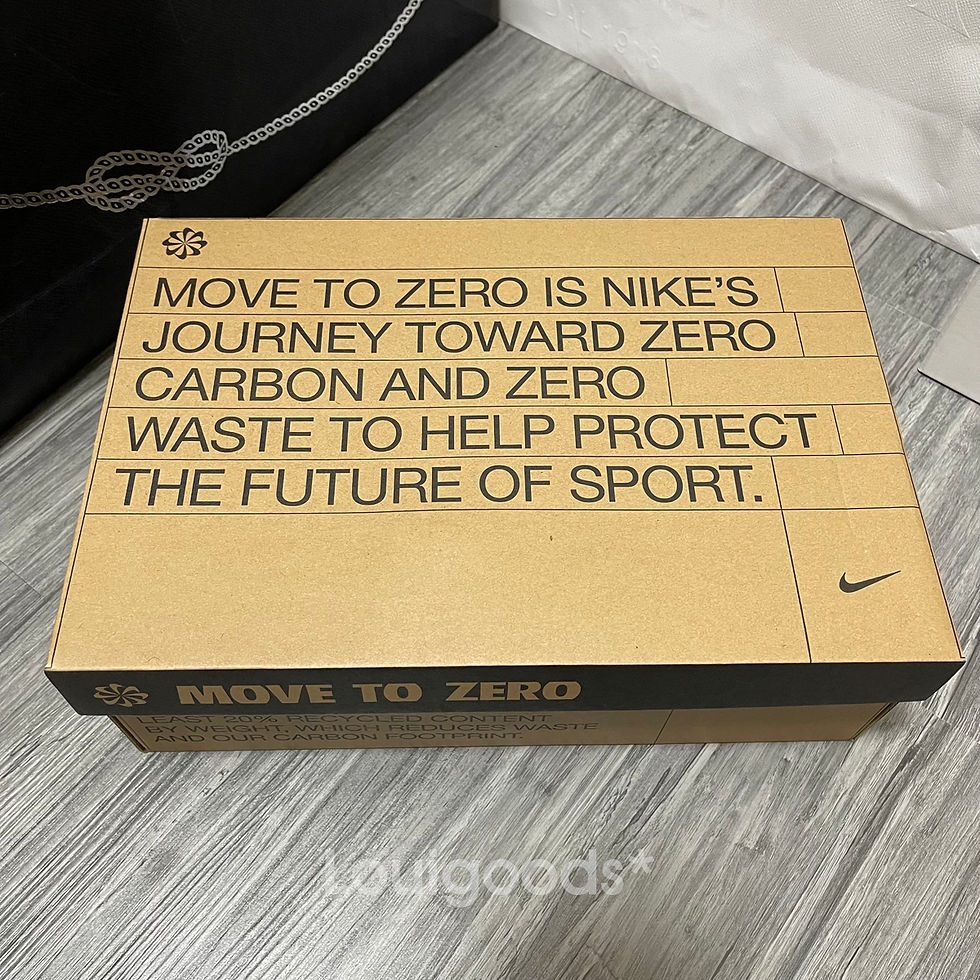 MOVE TO ZERO IS NIKE'S
JOURNEY TOWARD ZERO
CARBON AND ZERO
WASTE TO HELP PROTECT
THE FUTURE OF SPORT.
MOVE TO ZERO
LEAST 20% RECYCLED CONTENT
BY WEIGHT, WHICH REDUCES WASTE
AND OUR CARBON FOOTPRINT.
Louigoods*